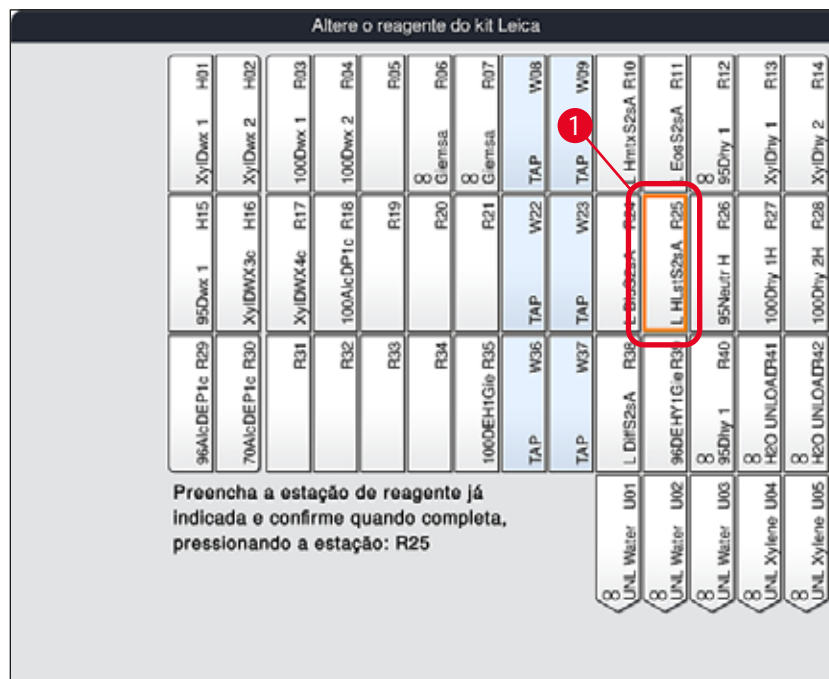 Altere o reagente do kit Leica
XylDwx 1 H01
XylDwx 2 H02
100Dwx 1 R03
100Dwx 2 R04
R05
∞ Giemsa R06
∞ Giemsa R07
TAP W08
TAP W09
L HmtxS2sA R10
L EosS2sA R11
∞ 95Dhy 1 R12
XylDhy 1 R13
XylDhy 2 R14
1
95Dwx 1 H15
XylDWX3c H16
XylDWX4c R17
100AlcDP1c R18
R19
R20
R21
TAP W22
TAP W23
R24
L HLstS2sA R25
95Neutr H R26
100Dhy 1H R27
100Dhy 2H R28
96AlcDEP1c R29
70AlcDEP1c R30
R31
R32
R33
R34
100DEH1Gie R35
TAP W36
TAP W37
L DiffS2sA R38
96DEHY1Gie R39
∞ 95Dhy 1 R40
∞ H2O UNLOAD R41
∞ H2O UNLOAD R42
Preencha a estação de reagente já
indicada e confirme quando completa,
pressionando a estação: R25
∞ UNL Water U01
∞ UNL Water U02
∞ UNL Water U03
∞ UNL Xylene U04
∞ UNL Xylene U05